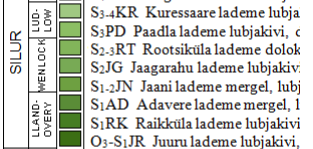 SILUR
LUD-
LOW
WENLOCK
LLAND-
OVERY
S3-4KR Kuressaare lademe lubja
S3PD Paadla lademe lubjakivi,
S2-3RT Rootsiküla lademe dolok
S2JG Jaagarahu lademe lubjakiv
S1-2JN Jaani lademe mergel, lubj
S1AD Adavere lademe mergel, l
S1RK Raikküla lademe lubjakivi
O3-S1JR Juuru lademe lubjakivi,